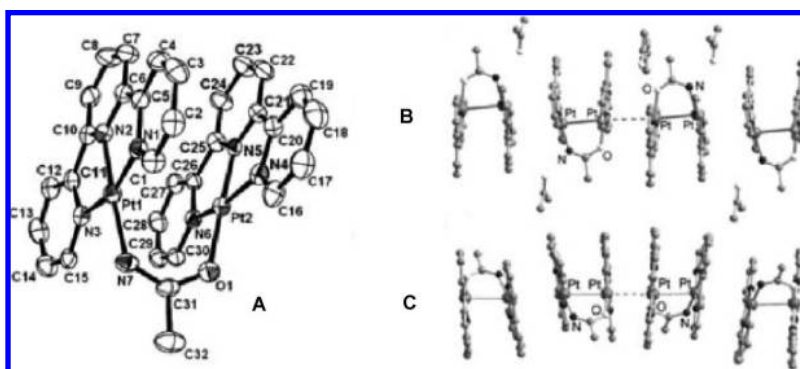 C8
C7
C4
C3
C23
C22
C9
C6
C5
C24
C19
C21
C2
C18
C10
N2
N1
C20
C25
N5
C12
C11
C1
C26
N4
C17
C27
C16
C13
Pt1
C28
N3
N6
Pt2
C29
C30
C14
C15
N7
O1
C31
A
C32
B
O
N
Pt
Pt
Pt
Pt
N
O
C
Pt
Pt
Pt
Pt
O
O
N
N